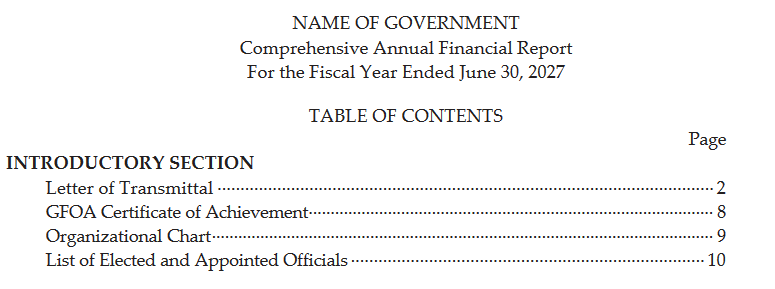 NAME OF GOVERNMENT
Comprehensive Annual Financial Report
For the Fiscal Year Ended June 30, 2027
TABLE OF CONTENTS
Page
INTRODUCTORY SECTION
Letter of Transmittal ........................................ 2
GFOA Certificate of Achievement........................................ 8
Organizational Chart........................................ 9
List of Elected and Appointed Officials ........................................ 10